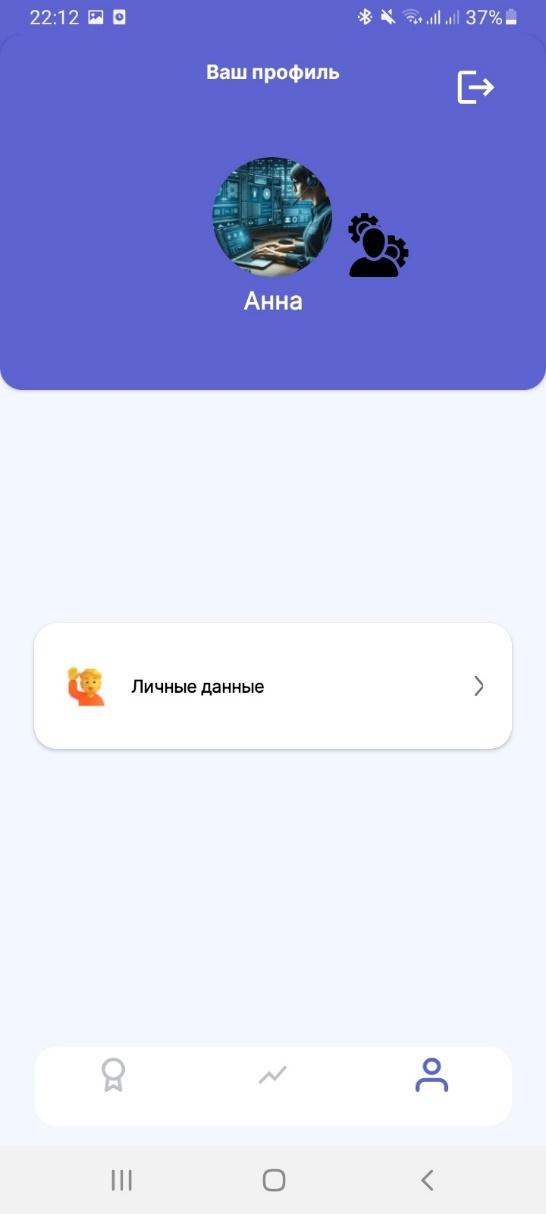 22:12
37%
Ваш профиль
Анна
Личные данные